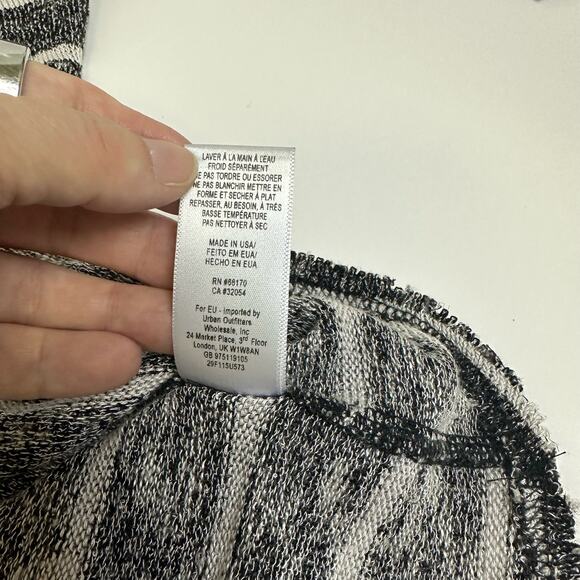 LAVER À LA MAIN À L'EAU
FROID SÉPARÉMENT
NE PAS TORDRE OU ESSORER
NE PAS BLANCHIR METTRE EN
FORME ET SECHER À PLAT
REPASSER, AU BESOIN, À TRÈS
BASSE TEMPÉRATURE
PAS NETTOYER À SEC
MADE IN USA/
FEITO EM EUA/
HECHO EN EUA
RN #66170
CA #32054
For EU - Imported by
Urban Outfitters
Wholesale, Inc
24 Market Place, 3rd Floor
London, UK W1W8AN
GB 975119105
29F115U573